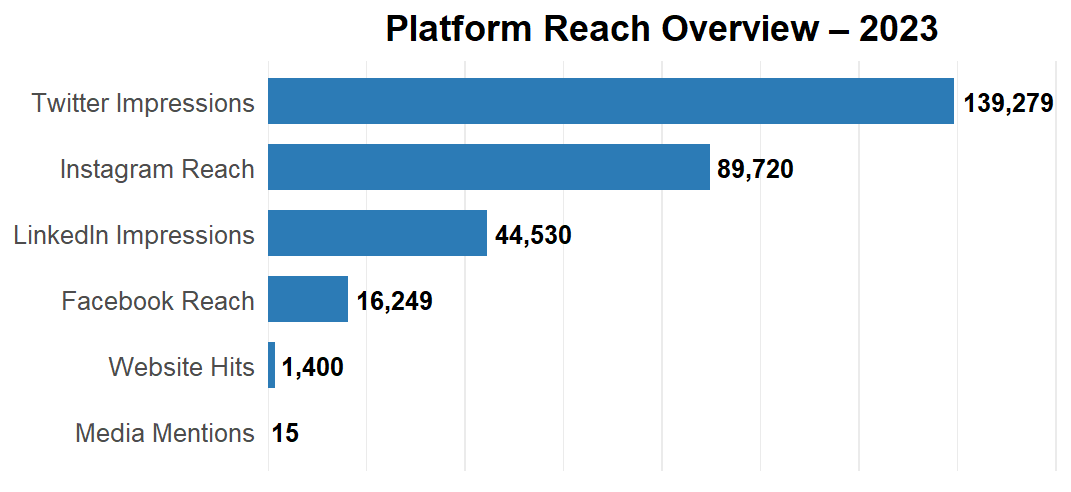 Platform Reach Overview – 2023
Twitter Impressions 139,279
Instagram Reach 89,720
LinkedIn Impressions 44,530
Facebook Reach 16,249
Website Hits 1,400
Media Mentions 15